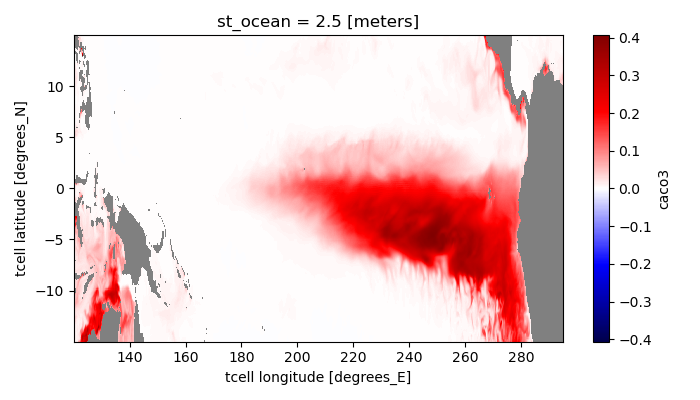 st_ocean = 2.5 [meters]
10
5
0
−5
−10
tcell latitude [degrees_N]
140 160 180 200 220 240 260 280
tcell longitude [degrees_E]
0.4
0.3
0.2
0.1
0.0
−0.1
−0.2
−0.3
−0.4
caco3